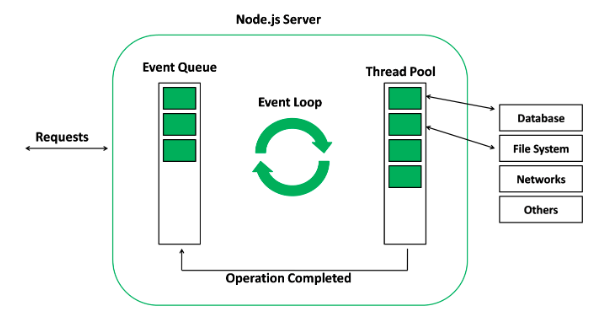 Node.js Server
Event Queue
Thread Pool
Event Loop
Requests
Database
File System
Networks
Others
Operation Completed